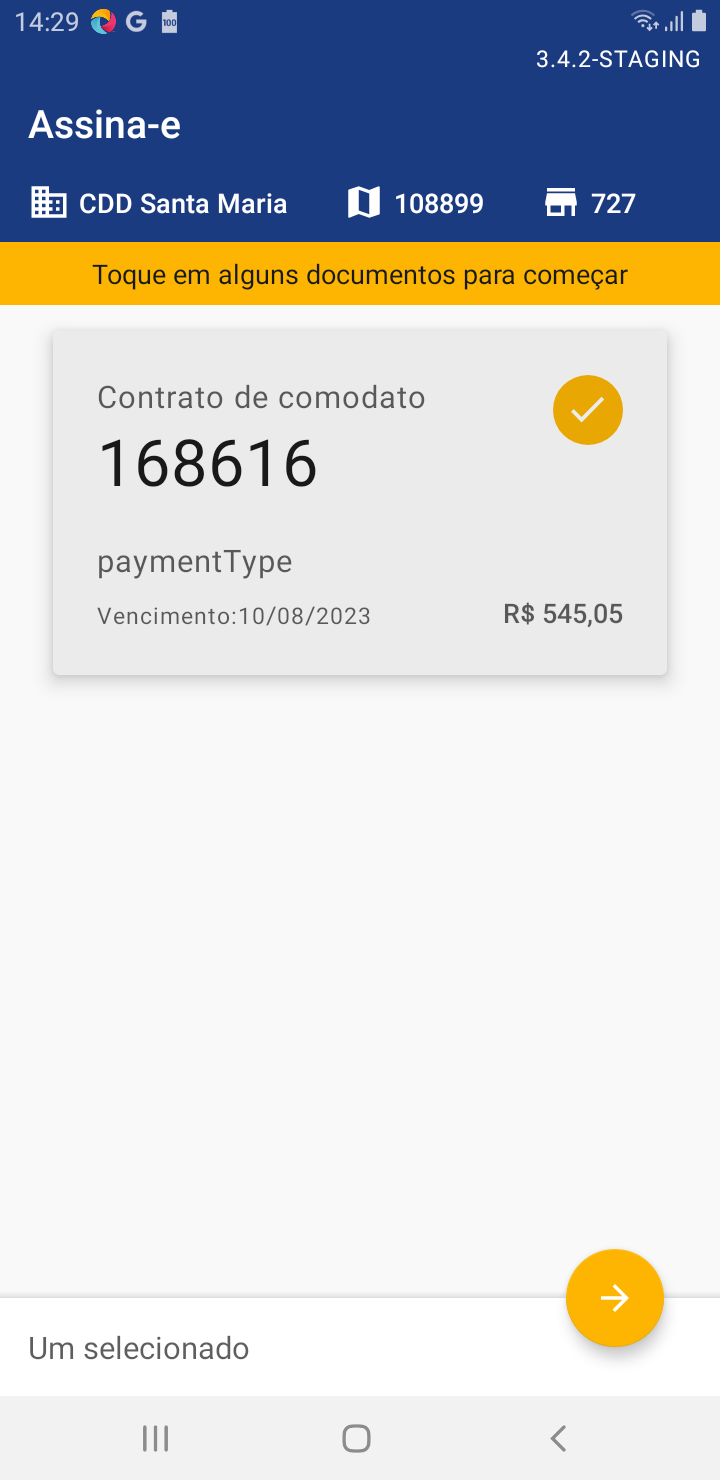 14:29
100
3.4.2-STAGING
Assina-e
CDD Santa Maria 108899 727
Toque em alguns documentos para começar
Contrato de comodato
168616
paymentType
Vencimento:10/08/2023 R$ 545,05
Um selecionado